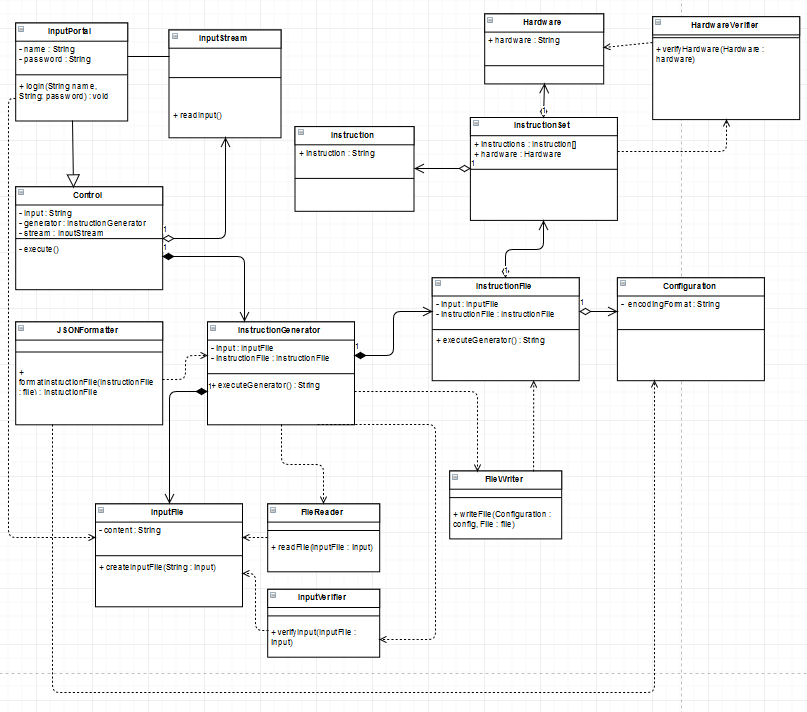 InputPortal
- name : String
- password : String
+ login(String name,
String: password) : void
InputStream
+ readInput()
Hardware
+ hardware : String
HardwareVerifier
+ verifyHardware(Hardware :
hardware)
Instruction
+ Instruction : String
InstructionSet
+ Instructions : Instruction[]
+ hardware : Hardware
1
1
Control
- Input : String
- generator : InstructionGenerator
- stream : InputStream
- execute()
1
1
InstructionFile
- Input : InputFile
- InstructionFile : InstructionFile
+ executeGenerator() : String
1
1
Configuration
- encodingFormat : String
JSONFormatter
+
formatInstructionFile(InstructionFile
: file) : InstructionFile
InstructionGenerator
- Input : InputFile
- InstructionFile : InstructionFile
+ executeGenerator() : String
1
1
InputFile
- content : String
+ createInputFile(String : Input)
FileReader
+ readFile(InputFile : Input)
FileWriter
+ writeFile(Configuration :
config, File : file)
InputVerifier
+ verifyInput(InputFile :
Input)